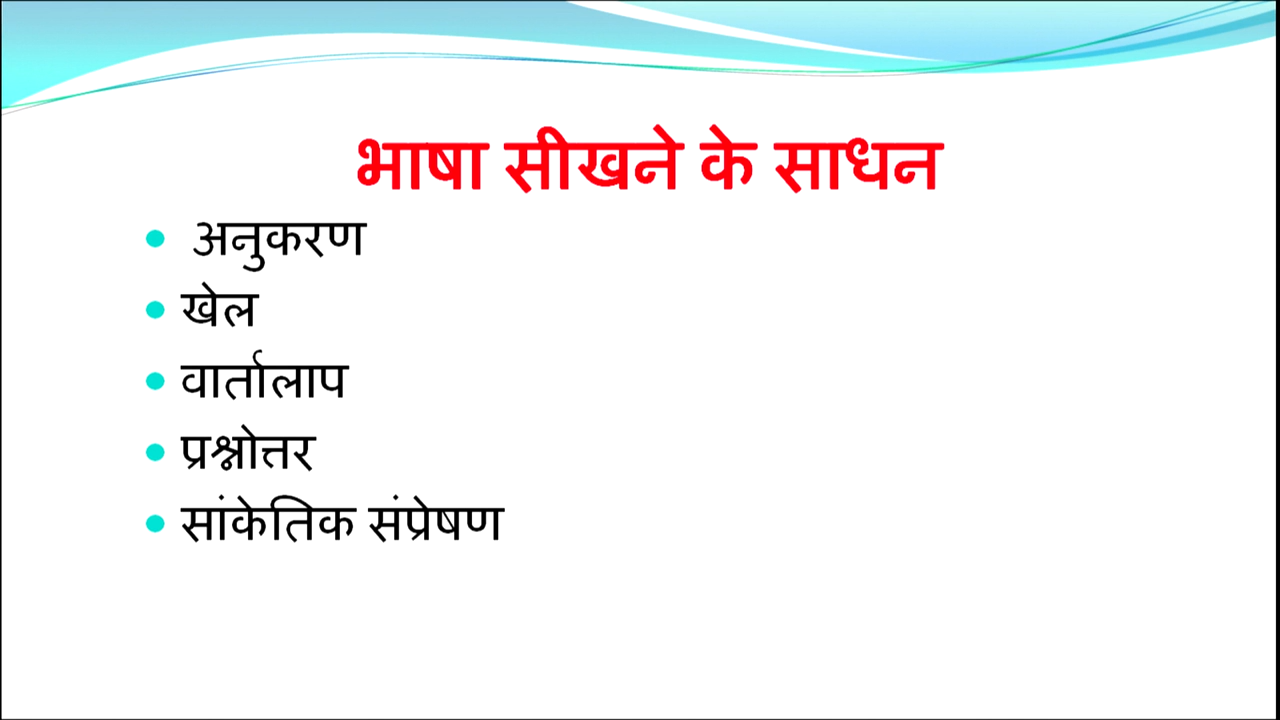 भाषा सीखने के साधन
• अनुकरण
• खेल
• वार्तालाप
• प्रश्नोत्तर
• सांकेतिक संप्रेषण